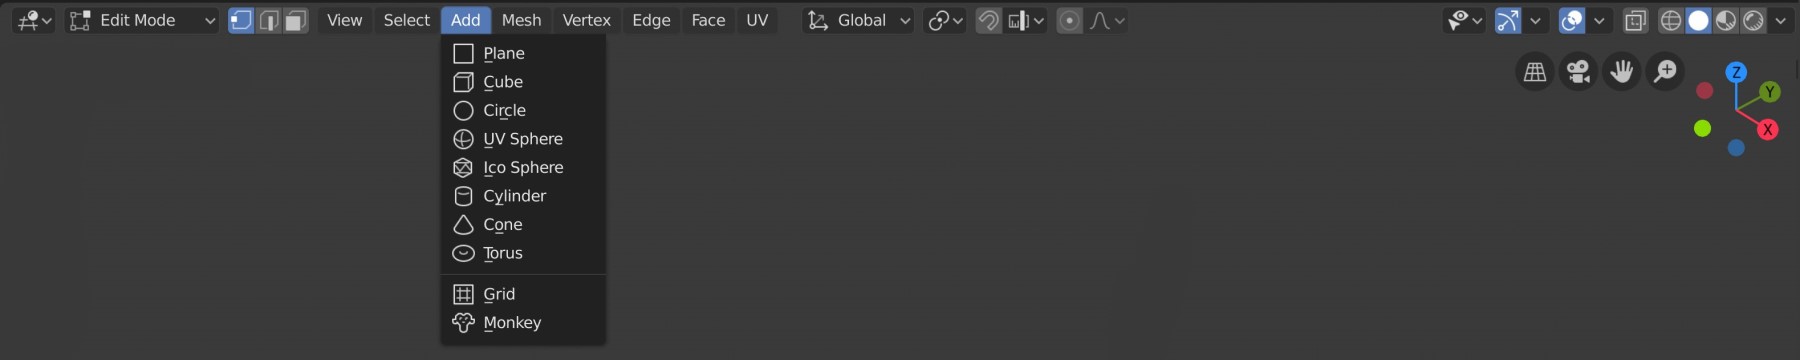 Edit Mode View Select Add Mesh Vertex Edge Face UV Global
Plane
Cube
Circle
UV Sphere
Ico Sphere
Cylinder
Cone
Torus
Grid
Monkey
Z
Y
X